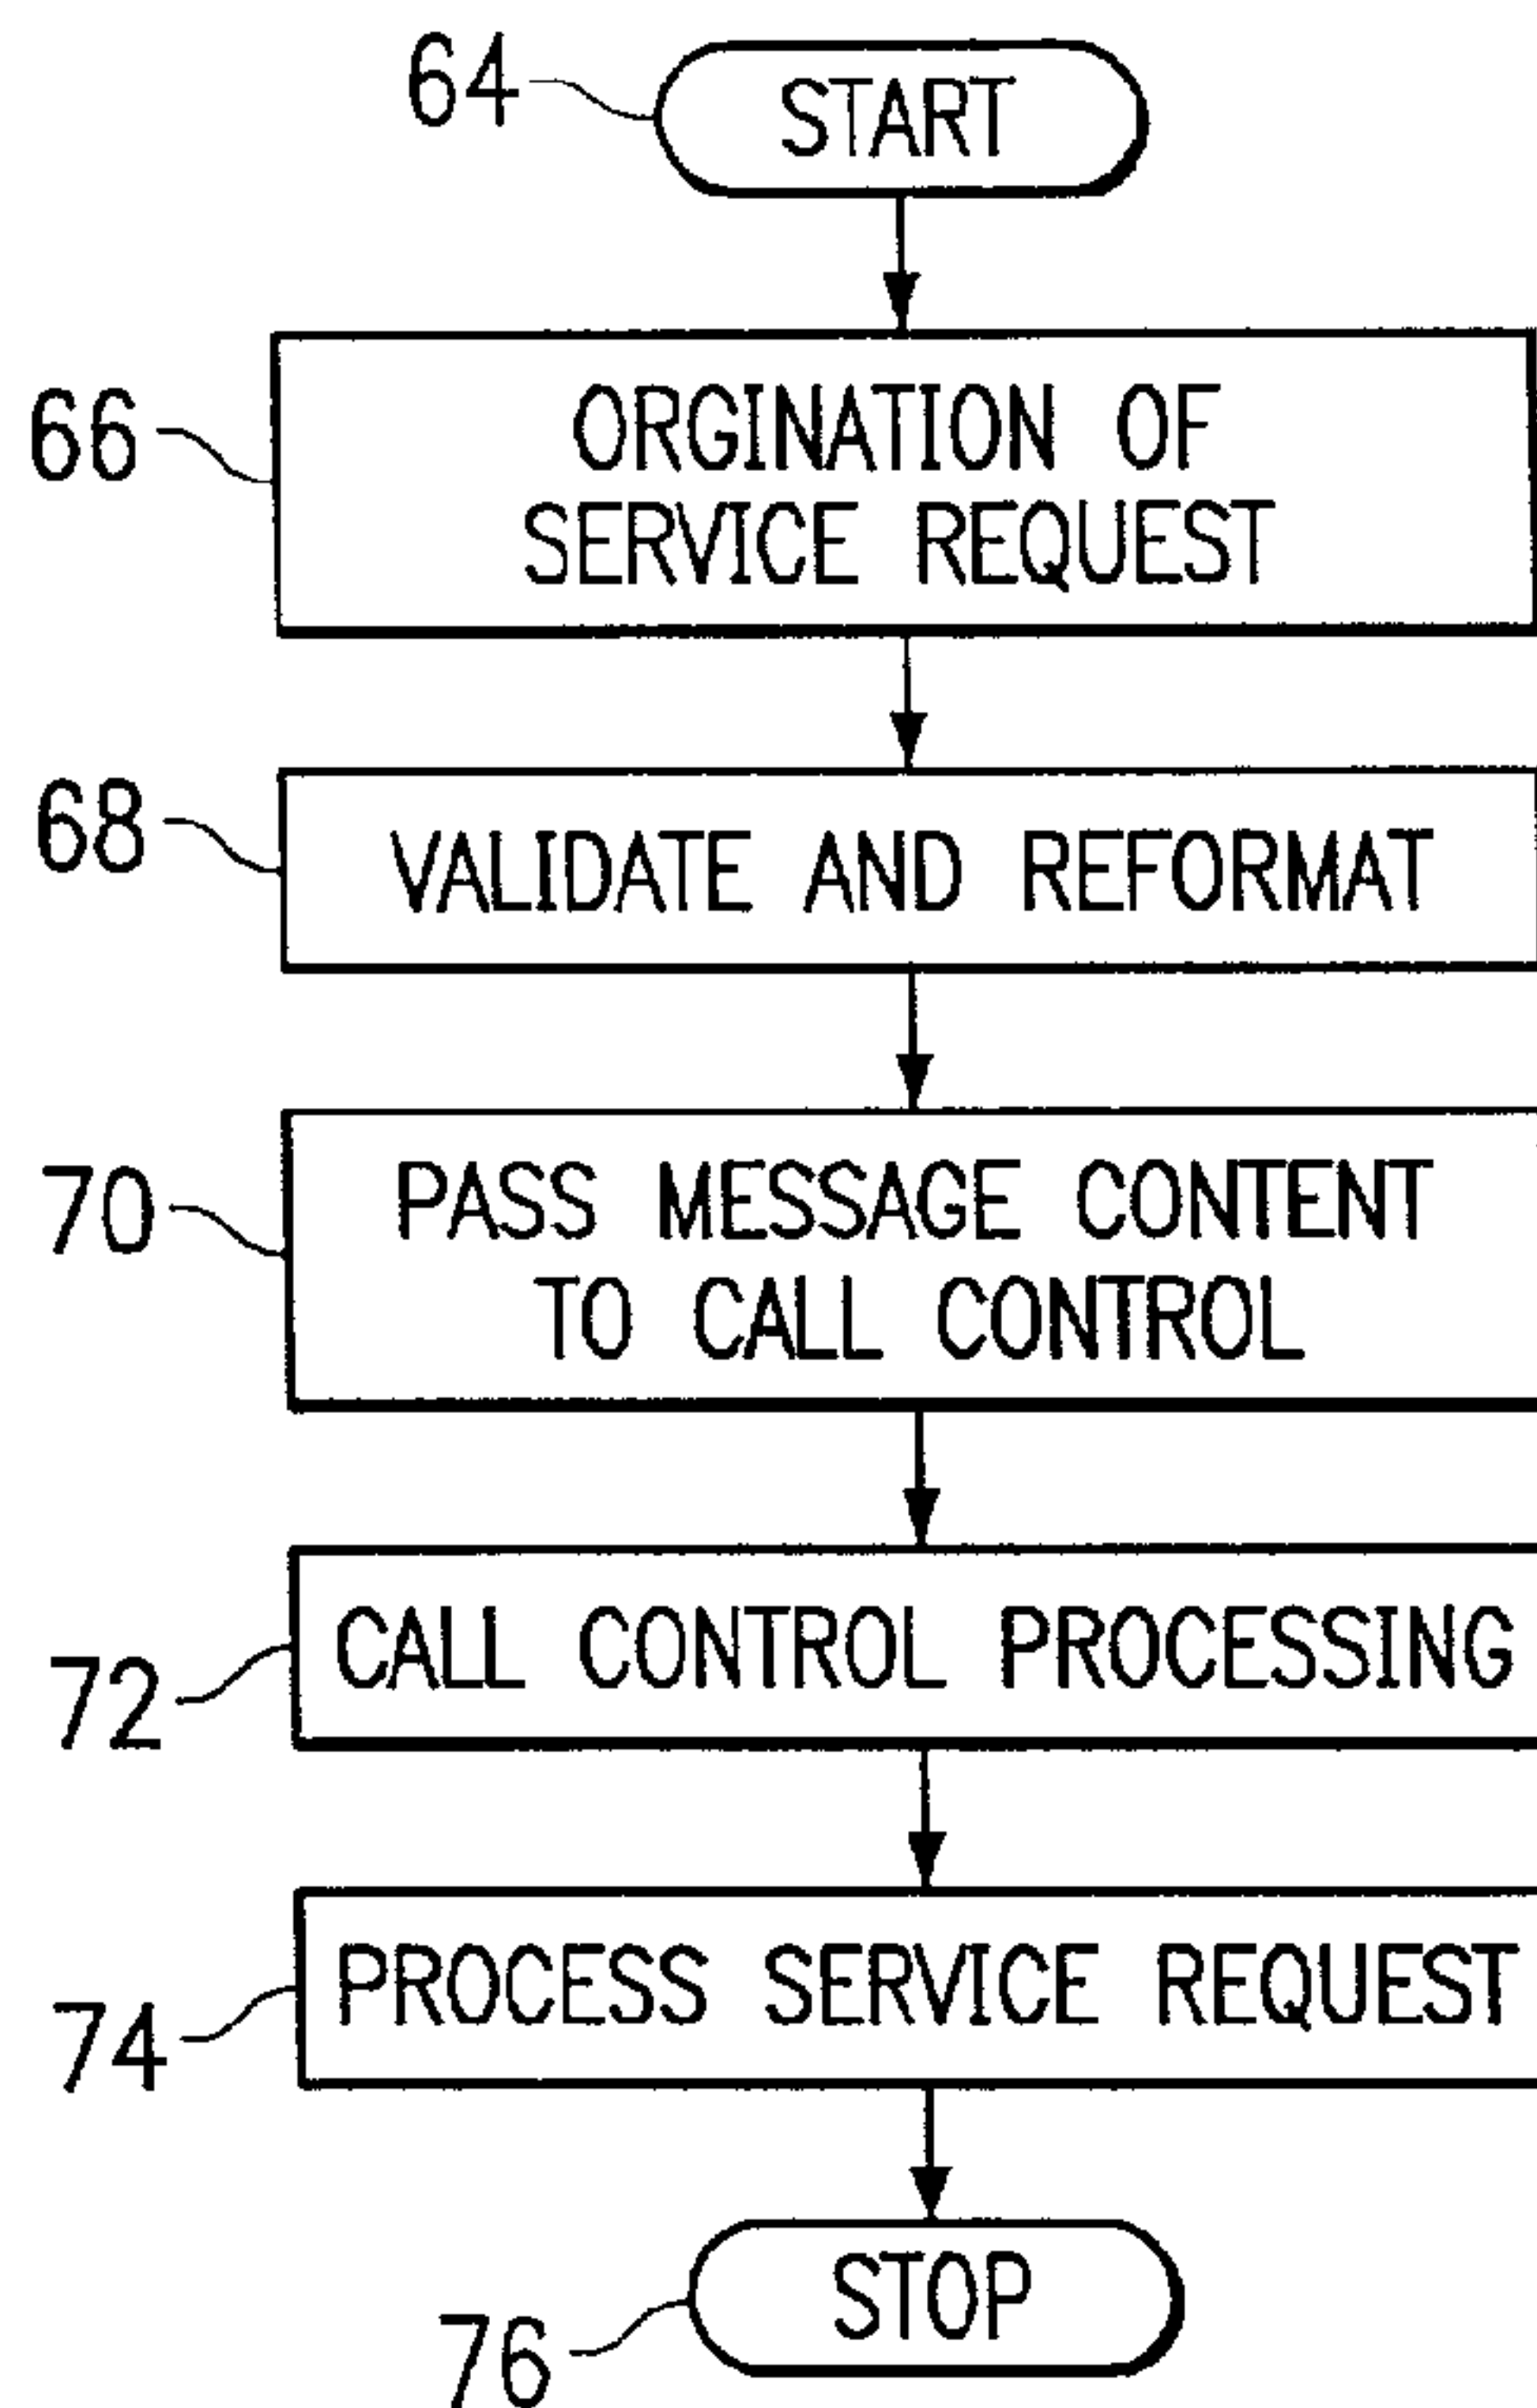 64
START
66
ORGINATION OF
SERVICE REQUEST
68
VALIDATE AND REFORMAT
70
PASS MESSAGE CONTENT
TO CALL CONTROL
72
CALL CONTROL PROCESSING
74
PROCESS SERVICE REQUEST
76
STOP